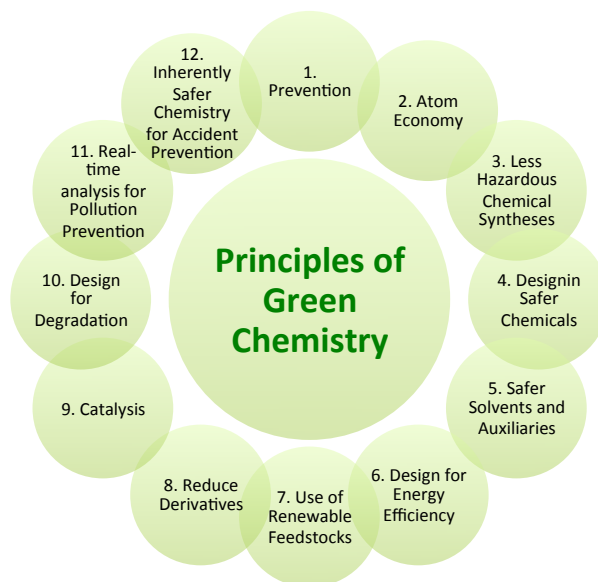 Principles of
Green
Chemistry
1.
Prevention
2. Atom
Economy
3. Less
Hazardous
Chemical
Syntheses
4. Designin
Safer
Chemicals
5. Safer
Solvents and
Auxiliaries
6. Design for
Energy
Efficiency
7. Use of
Renewable
Feedstocks
8. Reduce
Derivatives
9. Catalysis
10. Design
for
Degradation
11. Real-
time
analysis for
Pollution
Prevention
12.
Inherently
Safer
Chemistry
for Accident
Prevention